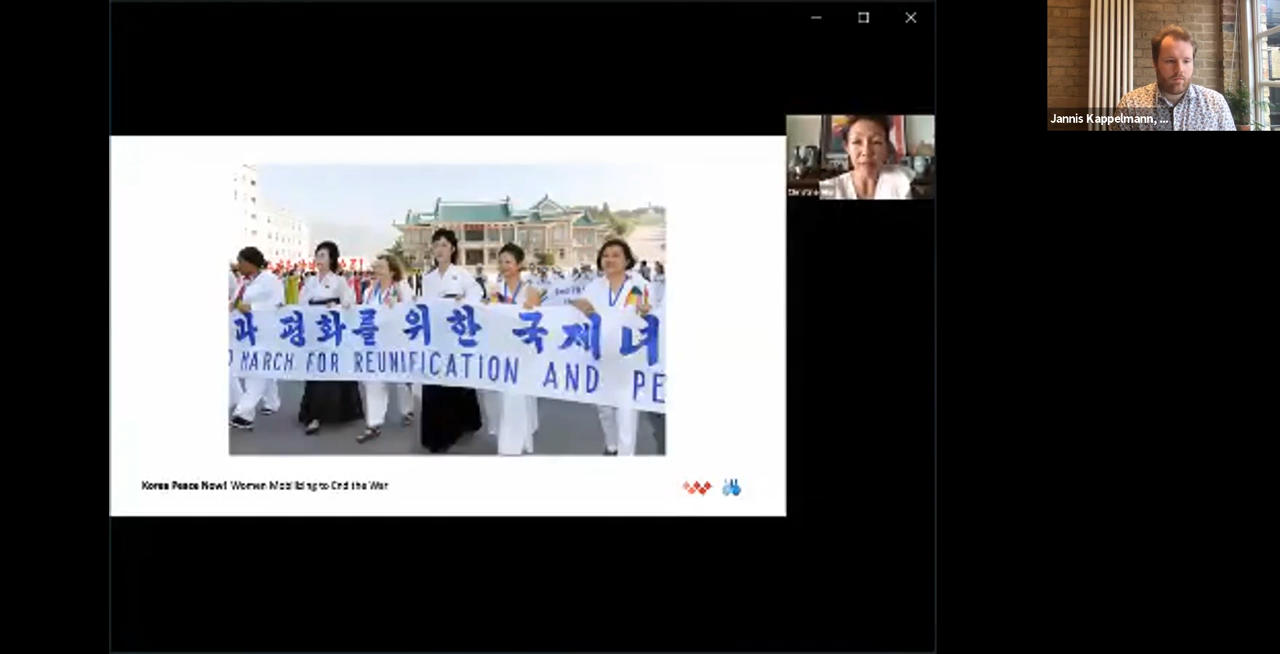 Jannis Kappelmann, ...
Christine
과 평화를 위한 국제녀
MARCH FOR REUNIFICATION AND PE
Korea Peace Now! Women Mobilizing to End the War